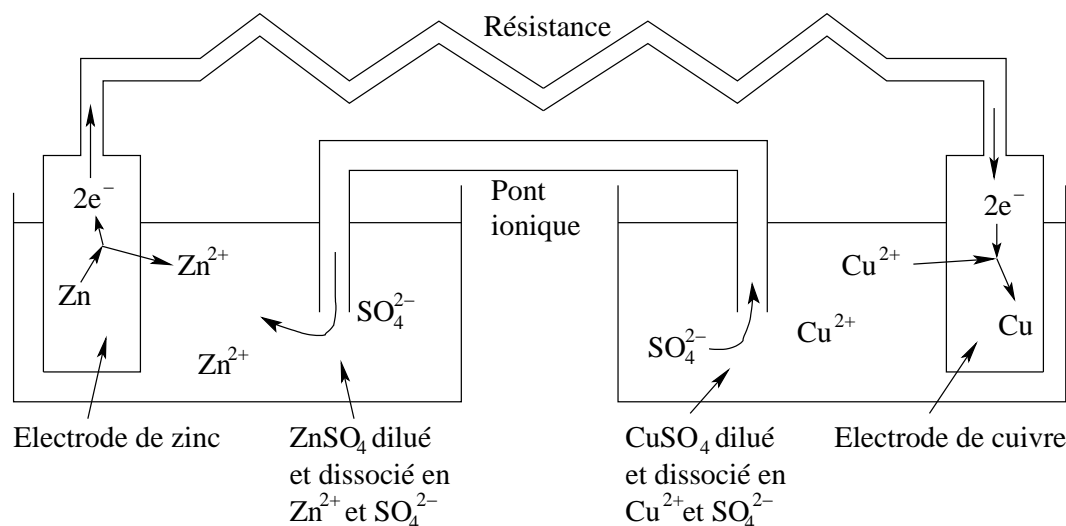 Résistance
Pont
ionique
2e⁻
Zn
Zn²⁺
Zn²⁺
SO₄²⁻
SO₄²⁻
Cu²⁺
Cu²⁺
2e⁻
Cu
Electrode de zinc
ZnSO₄ dilué
et dissocié en
Zn²⁺ et SO₄²⁻
CuSO₄ dilué
et dissocié en
Cu²⁺et SO₄²⁻
Electrode de cuivre